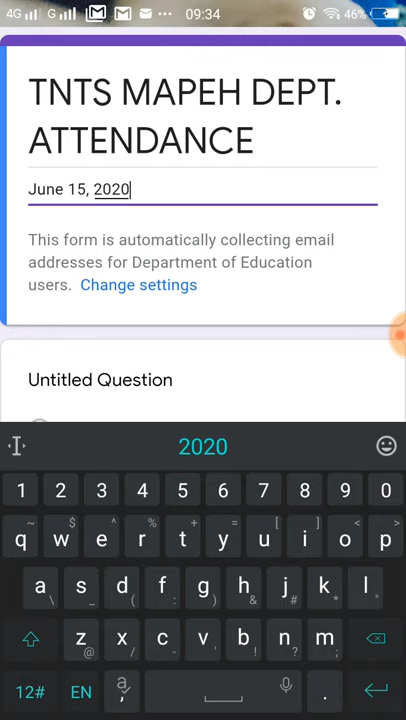 4G G 09:34 46%
TNTS MAPEH DEPT.
ATTENDANCE
June 15, 2020
This form is automatically collecting email
addresses for Department of Education
users. Change settings
Untitled Question
2020
1 2 3 4 5 6 7 8 9 0
~ $ ^ % + = [ ] < >
q w e r t y u i o p
a s d f g h j k l
\ _ ( : ) & # / "
z x c v b n m
@ / - ' ! ? ;
12# EN , .